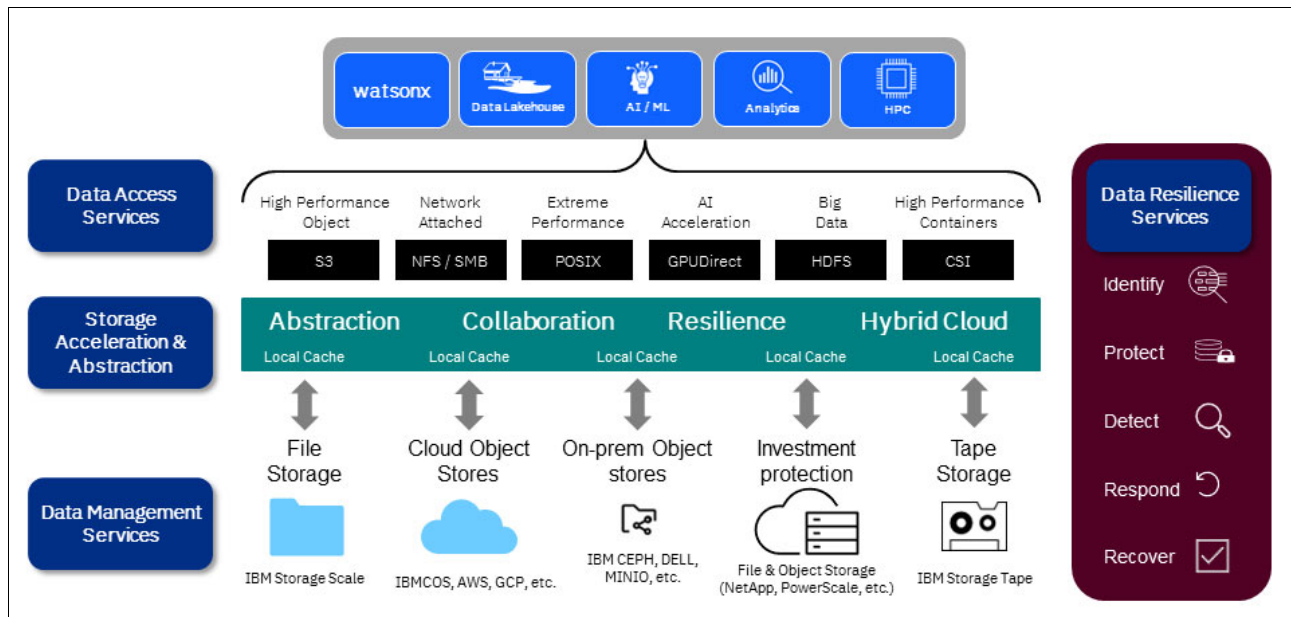 watsonx
Data Lakehouse
AI / ML
Analytics
HPC
Data Access
Services
High Performance
Object
Network
Attached
Extreme
Performance
AI
Acceleration
Big
Data
High Performance
Containers
S3
NFS / SMB
POSIX
GPUDirect
HDFS
CSI
Storage
Acceleration &
Abstraction
Abstraction
Collaboration
Resilience
Hybrid Cloud
Local Cache
Local Cache
Local Cache
Local Cache
Local Cache
Data Management
Services
File
Storage
Cloud Object
Stores
On-prem Object
stores
Investment
protection
Tape
Storage
IBM Storage Scale
IBMCOS, AWS, GCP, etc.
IBM CEPH, DELL,
MINIO, etc.
File & Object Storage
(NetApp, PowerScale, etc.)
IBM Storage Tape
Data Resilience
Services
Identify
Protect
Detect
Respond
Recover